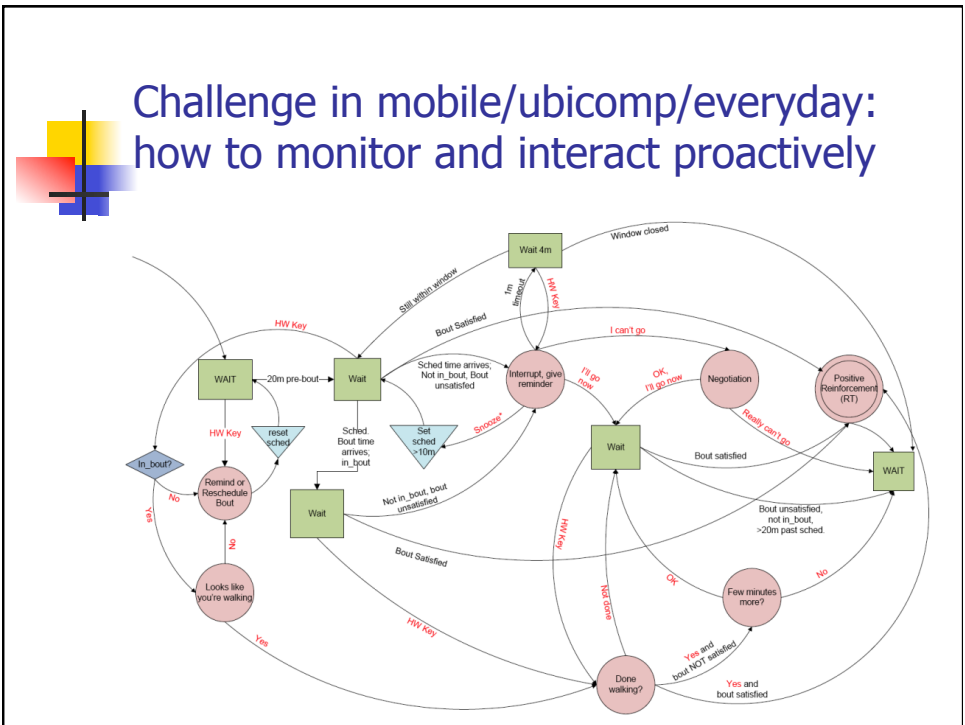 Challenge in mobile/ubicomp/everyday:
how to monitor and interact proactively
Window closed
Wait 4m
Still within window
1m
timeout
HW Key
HW Key
Bout Satisfied
I can't go
WAIT
20m pre-bout
Wait
Sched time arrives;
Not in_bout, Bout
unsatisfed
Interrupt, give
reminder
I'll go
now
OK,
I'll go now
Negotiation
Positive
Reinforcement
(RT)
HW Key
reset
sched
Sched.
Bout time
arrives;
in_bout
Set
sched
>10m
Snooze*
Really can't go
Wait
Bout satisfied
WAIT
In_bout?
No
Yes
Remind or
Reschedule
Bout
Wait
Not in_bout, bout
unsatisfied
Bout unsatisfied,
not in_bout,
>20m past sched.
No
Bout Satisfied
HW Key
Looks like
you're walking
OK
No
Few minutes
more?
Not done
HW Key
Yes
Yes and
bout NOT satisfied
Done
walking?
Yes and
bout satisfied